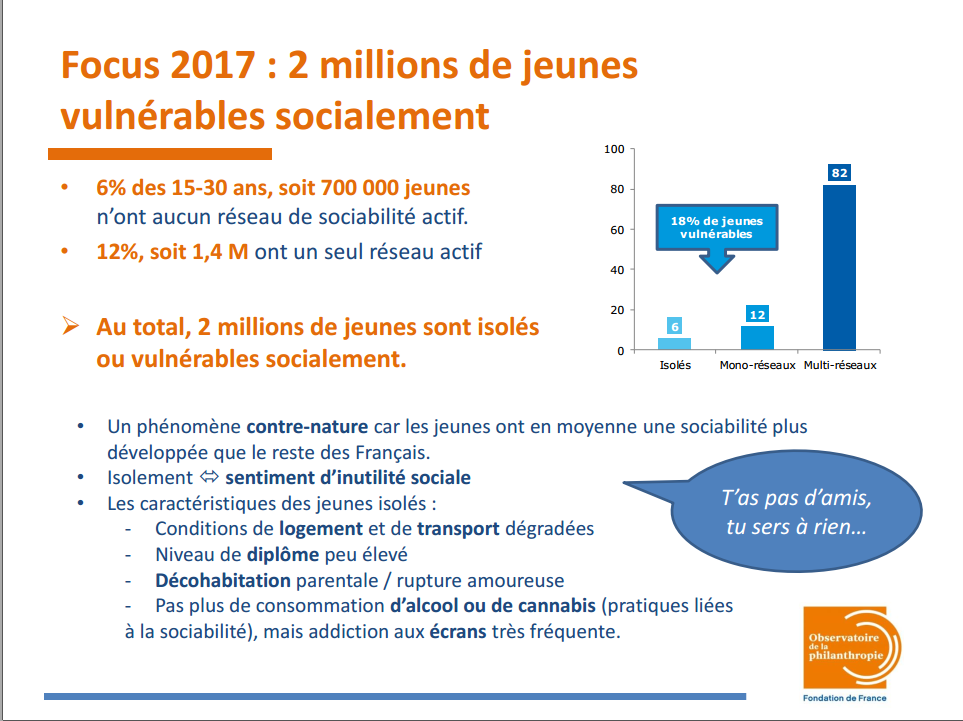 Focus 2017 : 2 millions de jeunes
vulnérables socialement
• 6% des 15-30 ans, soit 700 000 jeunes
n'ont aucun réseau de sociabilité actif.
• 12%, soit 1,4 M ont un seul réseau actif
➢ Au total, 2 millions de jeunes sont isolés
ou vulnérables socialement.
100
80
60
40
20
0
82
18% de jeunes
vulnérables
12
6
Isolés Mono-réseaux Multi-réseaux
• Un phénomène contre-nature car les jeunes ont en moyenne une sociabilité plus
développée que le reste des Français.
• Isolement ⬄ sentiment d'inutilité sociale
• Les caractéristiques des jeunes isolés :
- Conditions de logement et de transport dégradées
- Niveau de diplôme peu élevé
- Décohabitation parentale / rupture amoureuse
- Pas plus de consommation d'alcool ou de cannabis (pratiques liées
à la sociabilité), mais addiction aux écrans très fréquente.
T'as pas d'amis,
tu sers à rien…
Observatoire
de la
philanthropie
Fondation de France